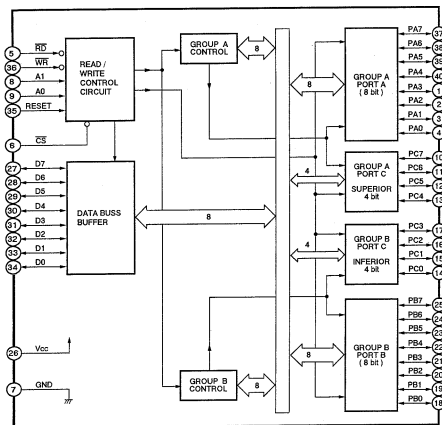 5 RD
36 WR
8 A1
9 A0
35 RESET
6 CS
READ /
WRITE
CONTROL
CIRCUIT
27 D7
28 D6
29 D5
30 D4
31 D3
32 D2
33 D1
34 D0
DATA BUSS
BUFFER
8
26 Vcc
7 GND
GROUP A
CONTROL
8
GROUP B
CONTROL
8
8
GROUP A
PORT A
( 8 bit )
PA7 37
PA6 38
PA5 39
PA4 40
PA3 1
PA2 2
PA1 3
PA0 4
4
GROUP A
PORT C
SUPERIOR
4 bit
PC7 10
PC6 11
PC5 12
PC4 13
4
GROUP B
PORT C
INFERIOR
4 bit
PC3 17
PC2 16
PC1 15
PC0 14
8
GROUP B
PORT B
( 8 bit )
PB7 25
PB6 24
PB5 23
PB4 22
PB3 21
PB2 20
PB1 19
PB0 18